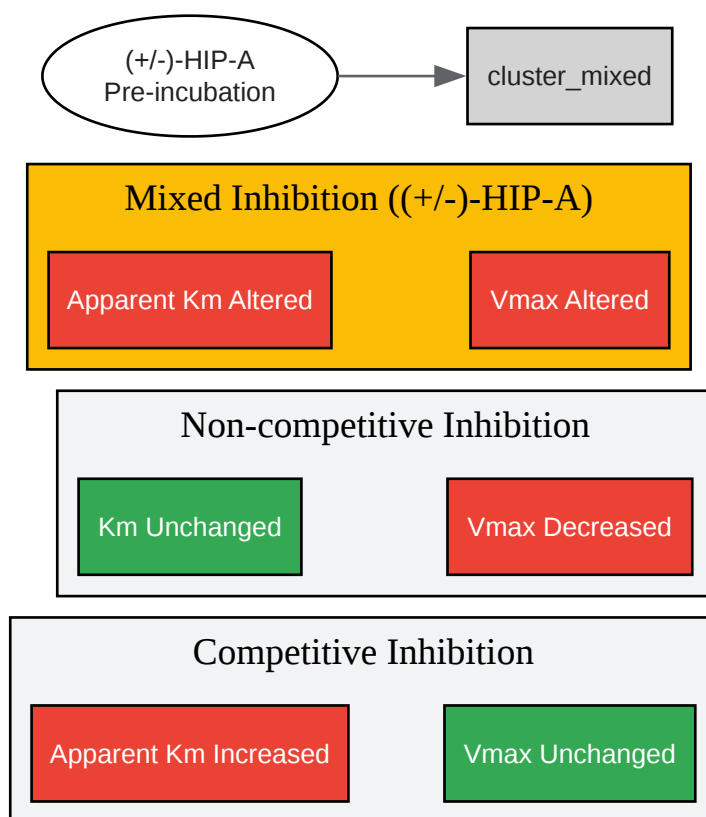 (+/-)-HIP-A
Pre-incubation
cluster_mixed
Mixed Inhibition ((+/-)-HIP-A)
Apparent Km Altered
Vmax Altered
Non-competitive Inhibition
Km Unchanged
Vmax Decreased
Competitive Inhibition
Apparent Km Increased
Vmax Unchanged